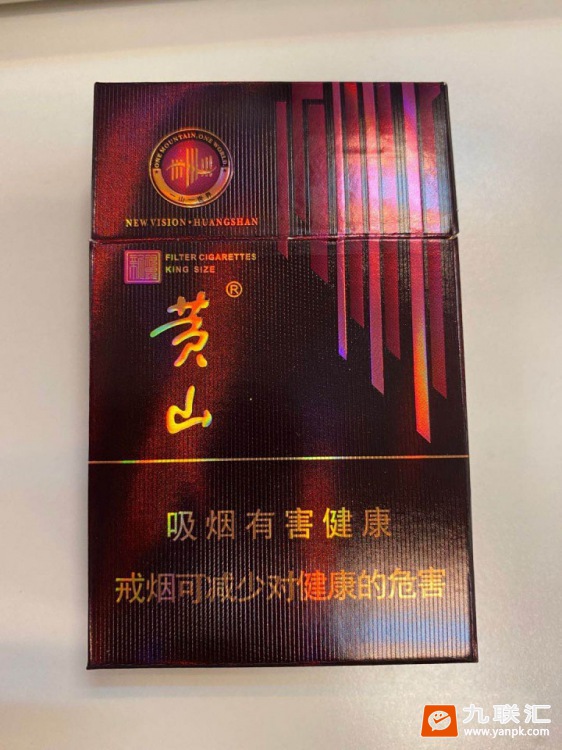 ONE MOUNTAIN. ONE WORLD
NEW VISION · HUANGSHAN
FILTER CIGARETTES
KING SIZE
黄山®
吸烟有害健康
戒烟可减少对健康的危害
九联汇
www.yanpk.com